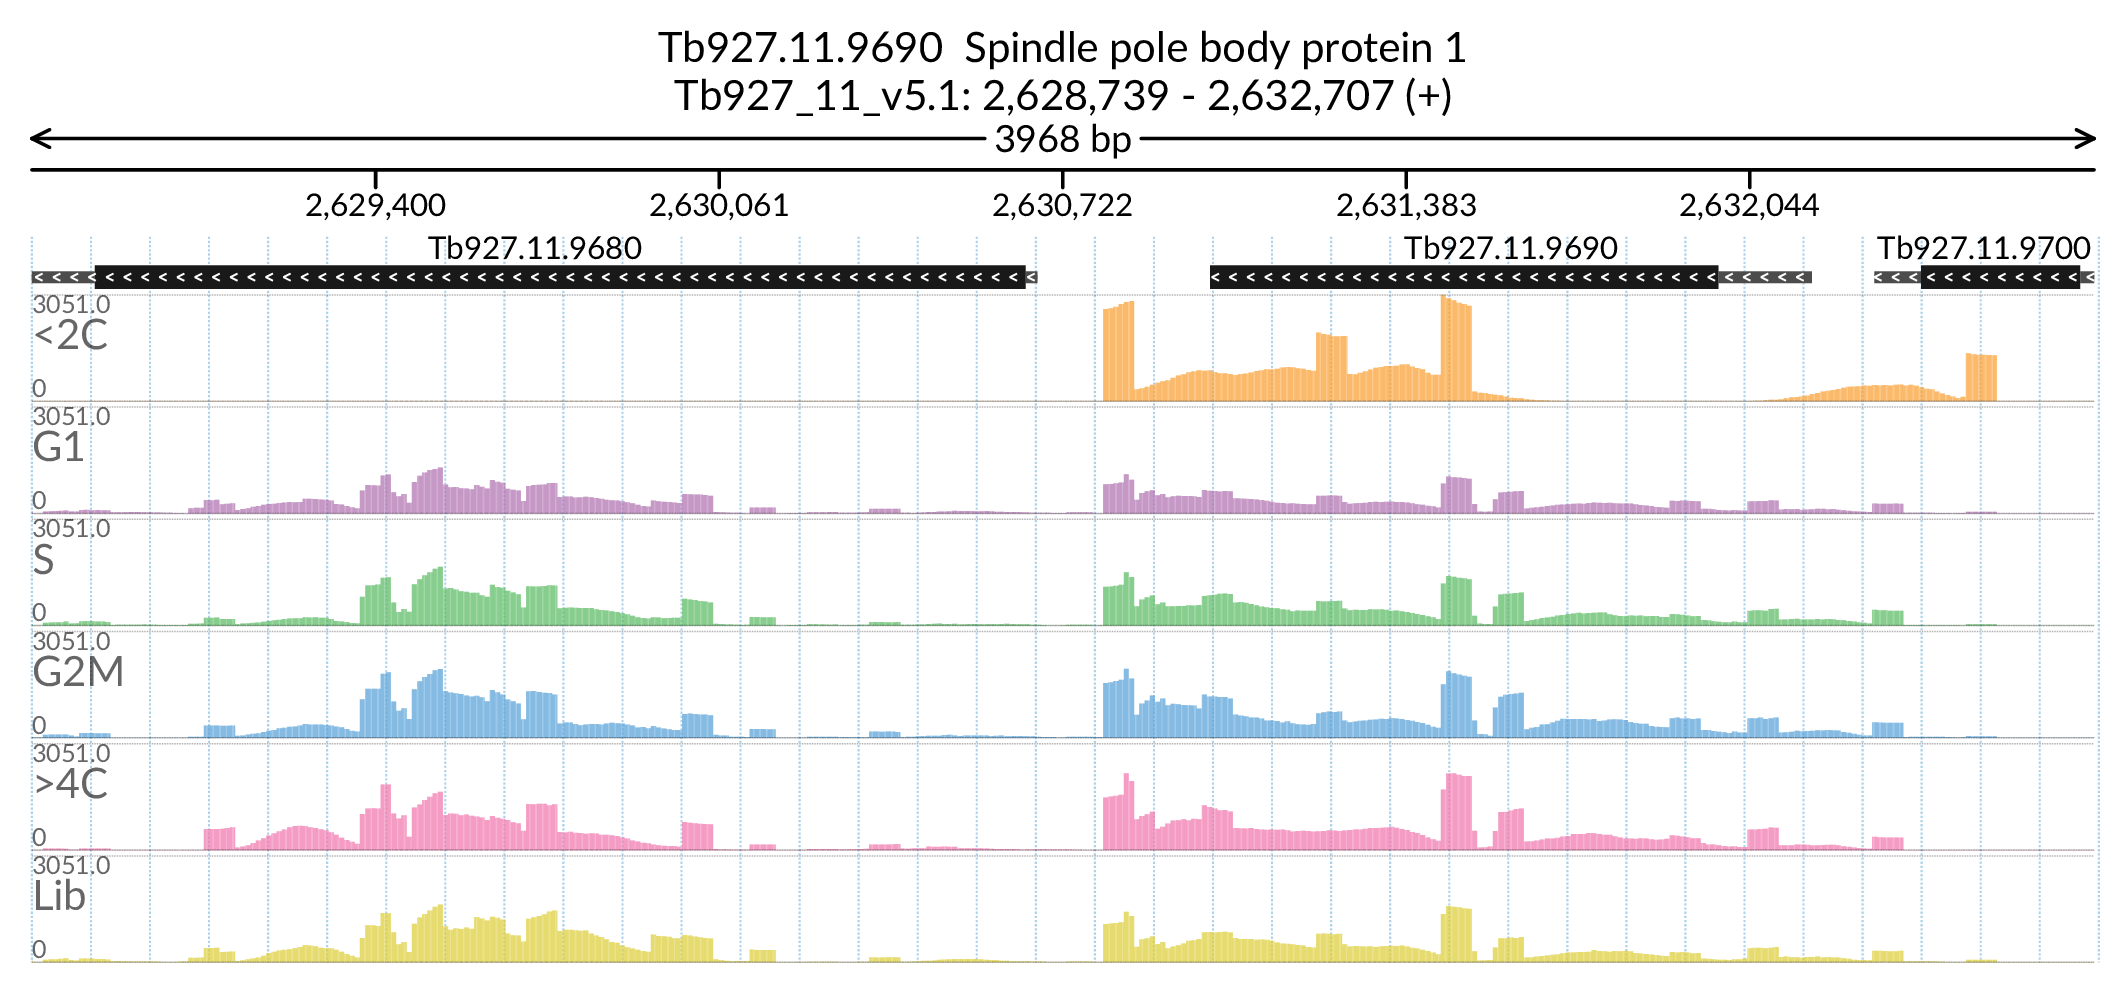 Tb927.11.9690  Spindle pole body protein 1
Tb927_11_v5.1: 2,628,739 - 2,632,707 (+)
3968 bp
2,629,400 2,630,061 2,630,722 2,631,383 2,632,044
Tb927.11.9680 Tb927.11.9690 Tb927.11.9700
3051.0
<2C
0
3051.0
G1
0
3051.0
S
0
3051.0
G2M
0
3051.0
>4C
0
3051.0
Lib
0